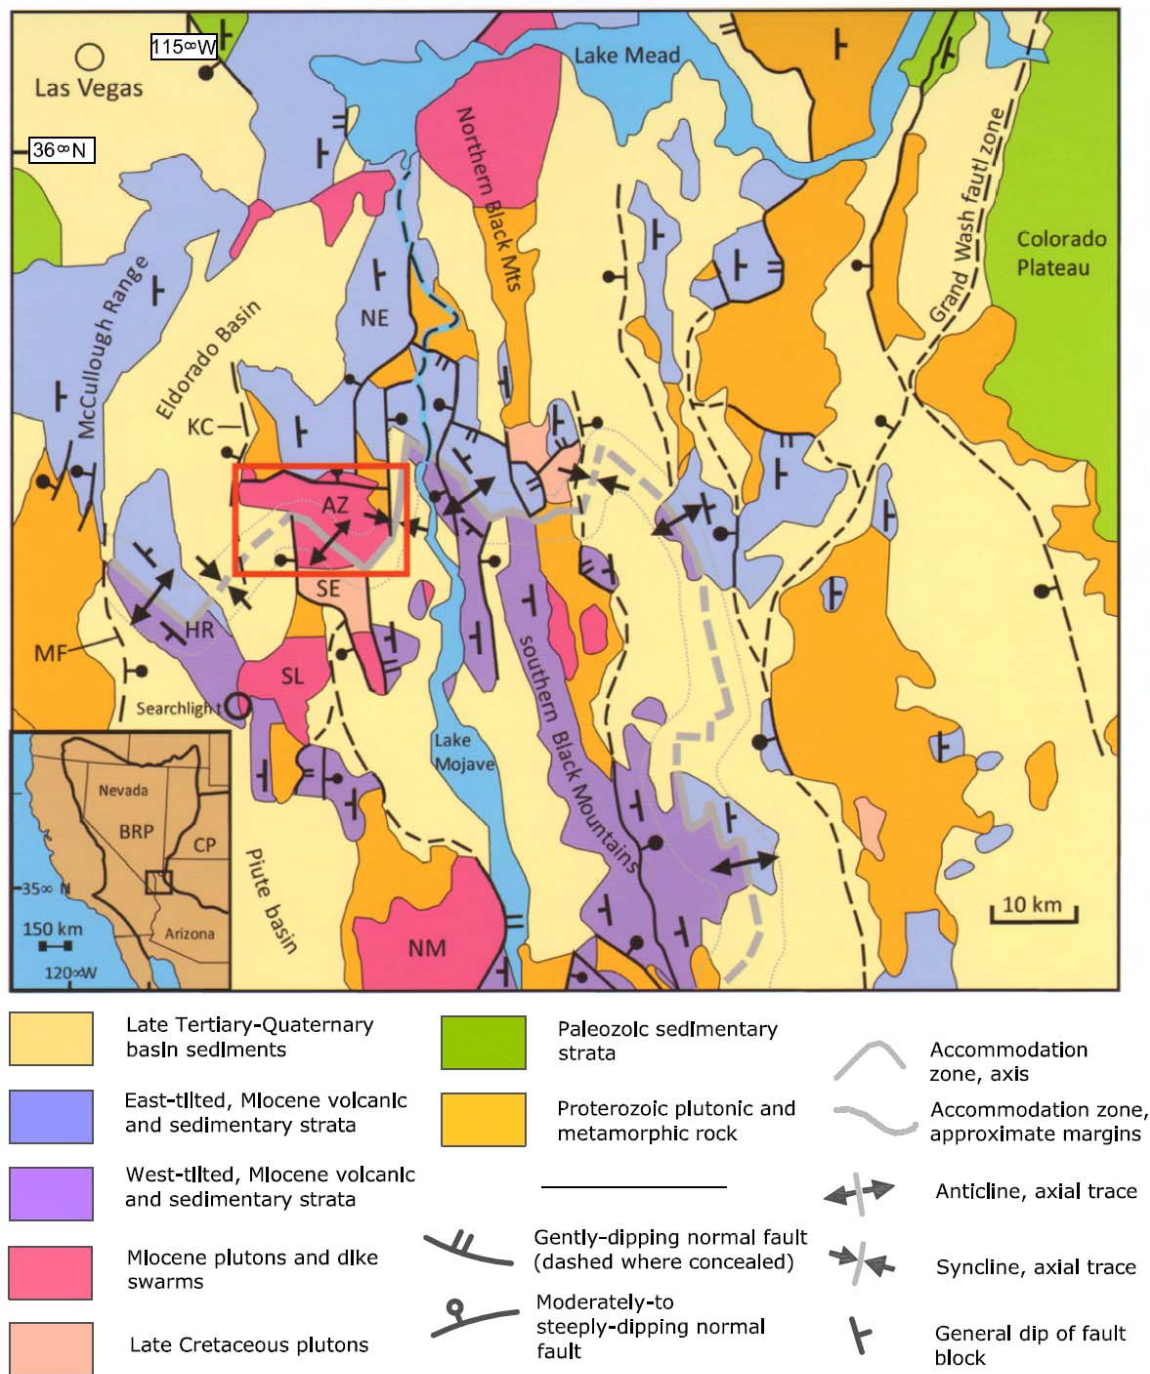 115∞W
Las Vegas
Lake Mead
36∞N
Northern Black Mts
Grand Wash fautl zone
Colorado
Plateau
McCullough Range
Eldorado Basin
NE
KC
AZ
SE
HR
MF
SL
Searchlight
southern Black Mountains
Lake
Mojave
Nevada
BRP
CP
35∞ N
Arizona
150 km
120∞W
Piute basin
NM
10 km
Late Tertiary-Quaternary
basin sediments
East-tilted, Miocene volcanic
and sedimentary strata
West-tilted, Miocene volcanic
and sedimentary strata
Miocene plutons and dike
swarms
Late Cretaceous plutons
Paleozoic sedimentary
strata
Proterozoic plutonic and
metamorphic rock
Gently-dipping normal fault
(dashed where concealed)
Moderately-to
steeply-dipping normal
fault
Accommodation
zone, axis
Accommodation zone,
approximate margins
Anticline, axial trace
Syncline, axial trace
General dip of fault
block